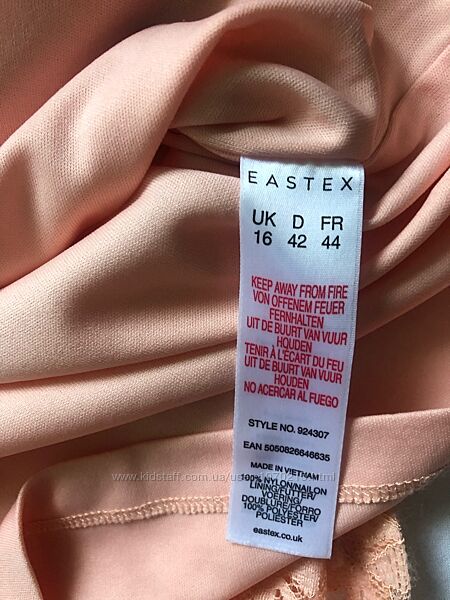 EASTEX
UK D FR
16 42 44
KEEP AWAY FROM FIRE
VON OFFENEM FEUER
FERNHALTEN
UIT DE BUURT VAN VUUR
HOUDEN
TENIR À L'ÉCART DU FEU
UIT DE BUURT VAN VUUR
HOUDEN
NO ACERCAR AL FUEGO
STYLE NO. 924307
EAN 5050826646635
MADE IN VIETNAM
100% NYLON/NAILON
LINING/FUTTER/
VOERING/
DOUBLUPE/FORRO
100% POLYESTER/
POLIESTER
eastex.co.uk